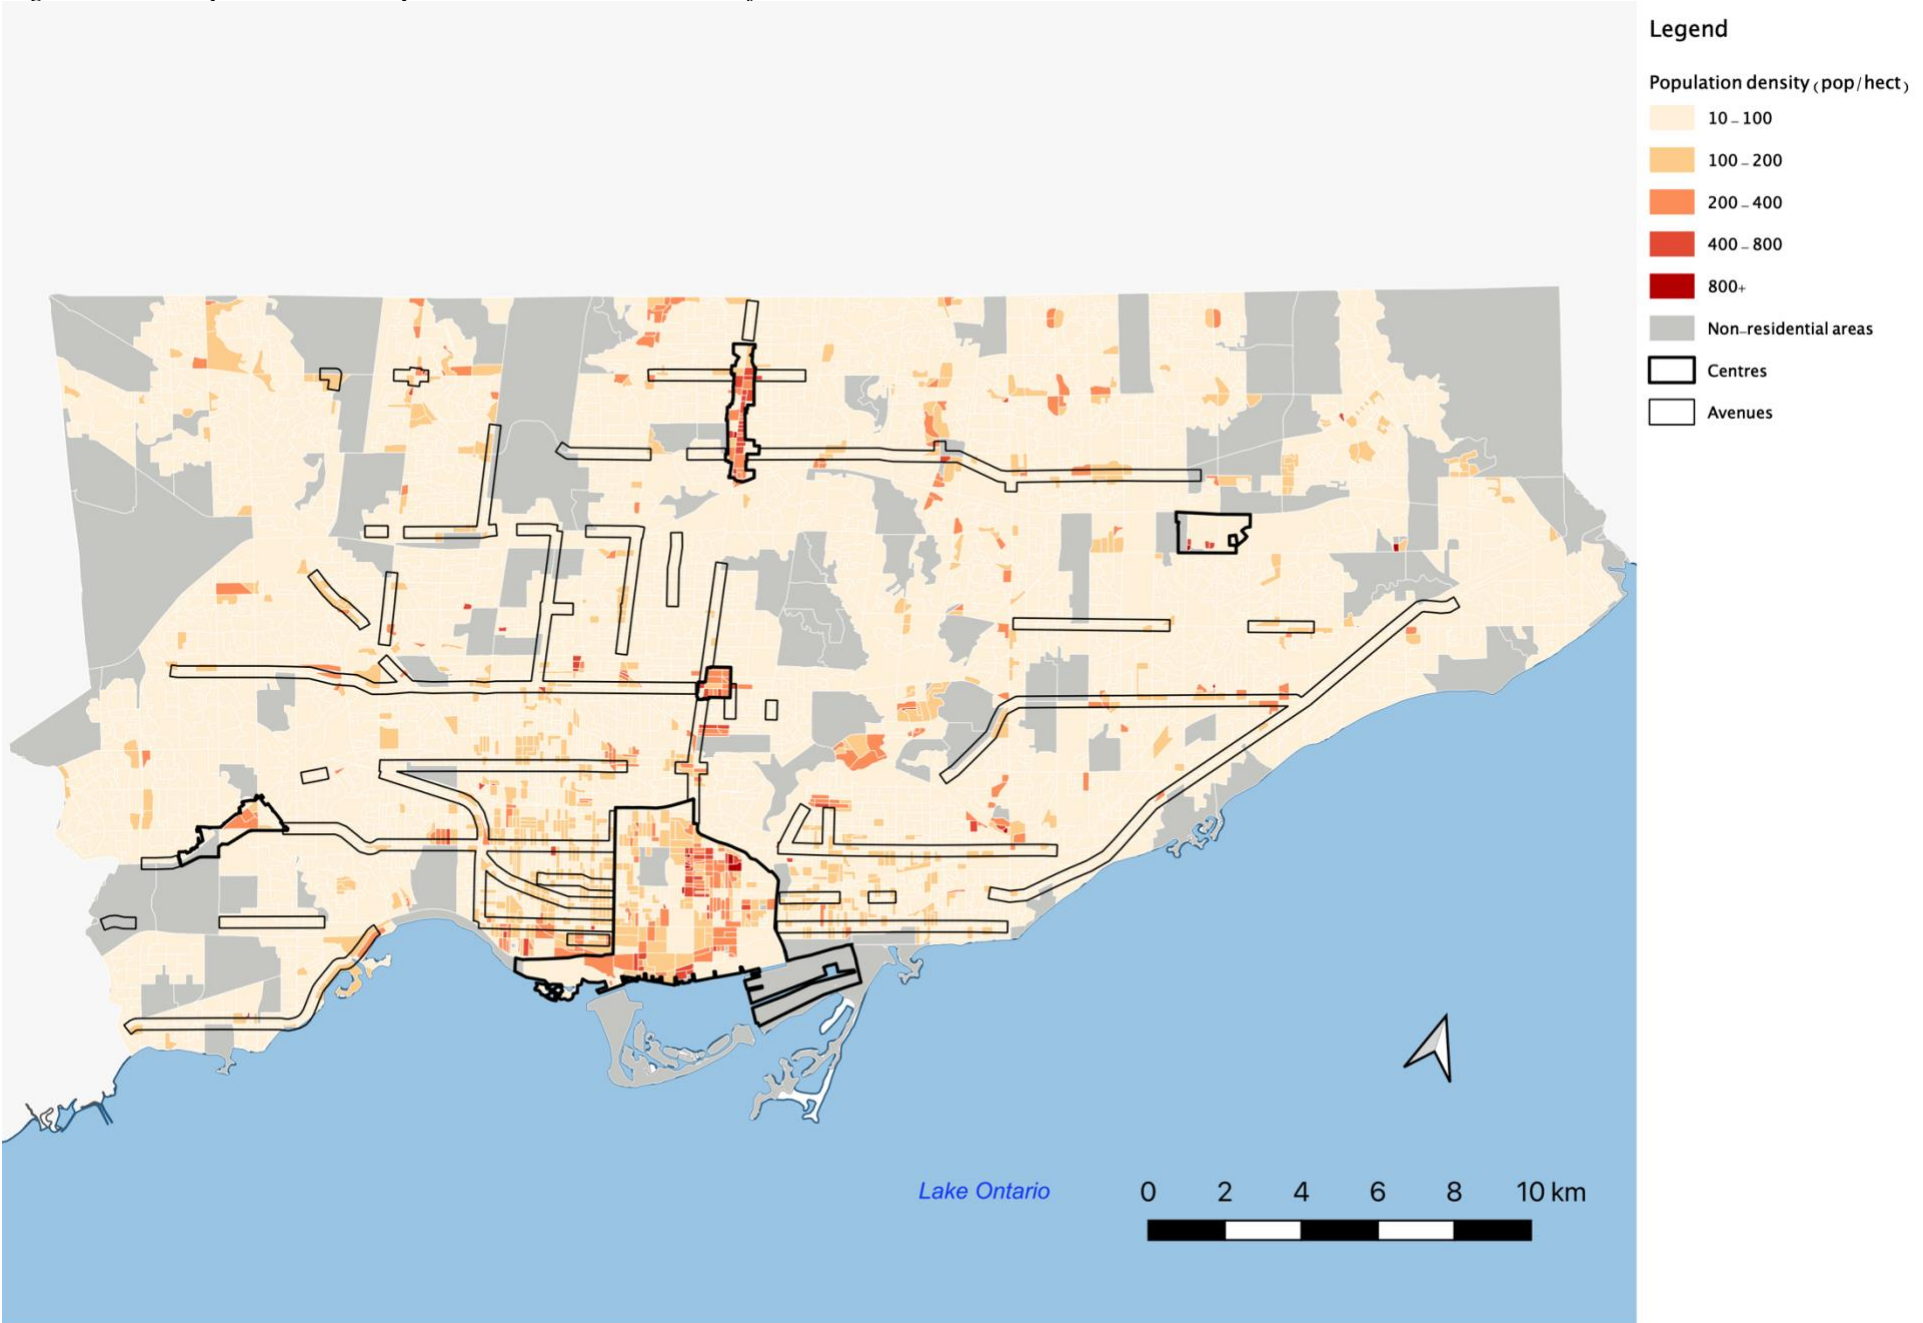 Legend
Population density (pop/hect)
10-100
100-200
200-400
400-800
800+
Non-residential areas
Centres
Avenues
Lake Ontario
0 2 4 6 8 10 km